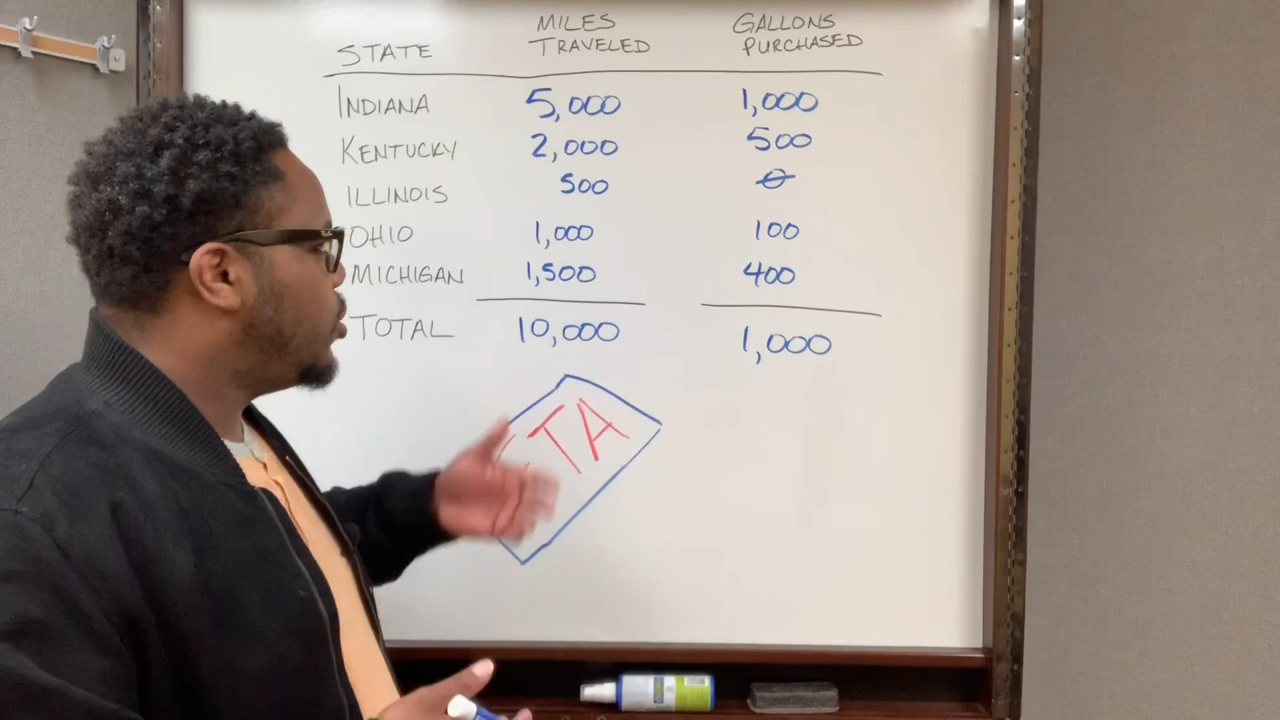 STATE MILES TRAVELED GALLONS PURCHASED
INDIANA 5,000 1,000
KENTUCKY 2,000 500
ILLINOIS 500 0
OHIO 1,000 100
MICHIGAN 1,500 400
TOTAL 10,000 1,000
TA